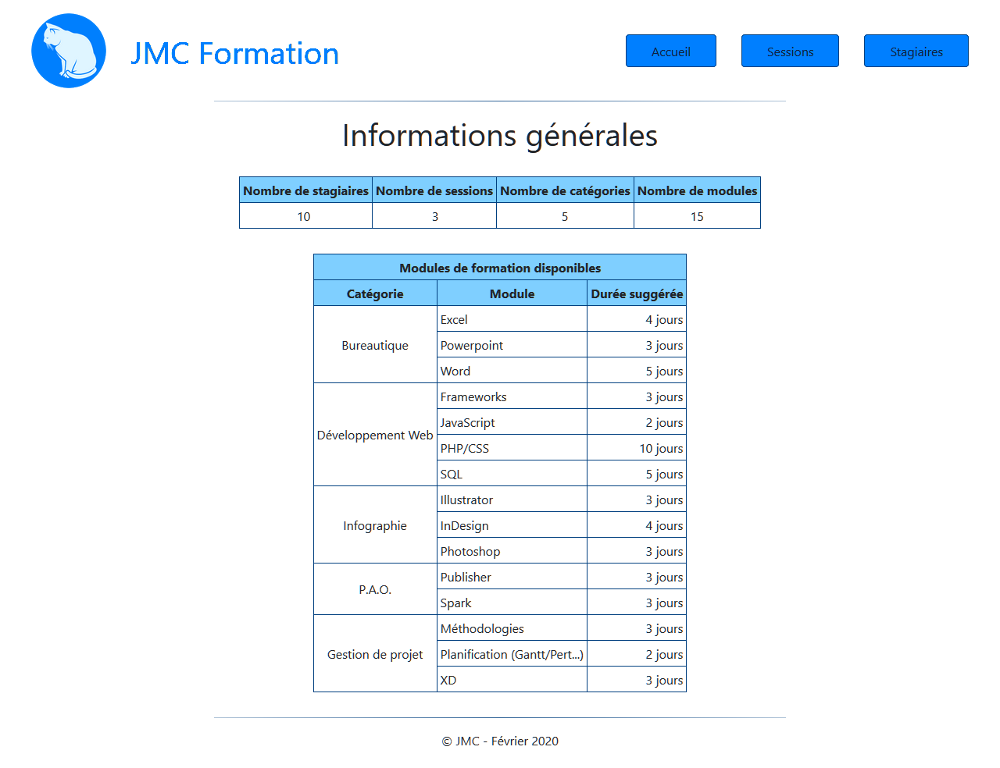 JMC Formation
Accueil Sessions Stagiaires
Informations générales
Nombre de stagiaires Nombre de sessions Nombre de catégories Nombre de modules
10 3 5 15
Modules de formation disponibles
Catégorie Module Durée suggérée
Bureautique
Excel 4 jours
Powerpoint 3 jours
Word 5 jours
Développement Web
Frameworks 3 jours
JavaScript 2 jours
PHP/CSS 10 jours
SQL 5 jours
Infographie
Illustrator 3 jours
InDesign 4 jours
Photoshop 3 jours
P.A.O.
Publisher 3 jours
Spark 3 jours
Gestion de projet
Méthodologies 3 jours
Planification (Gantt/Pert...) 2 jours
XD 3 jours
© JMC - Février 2020